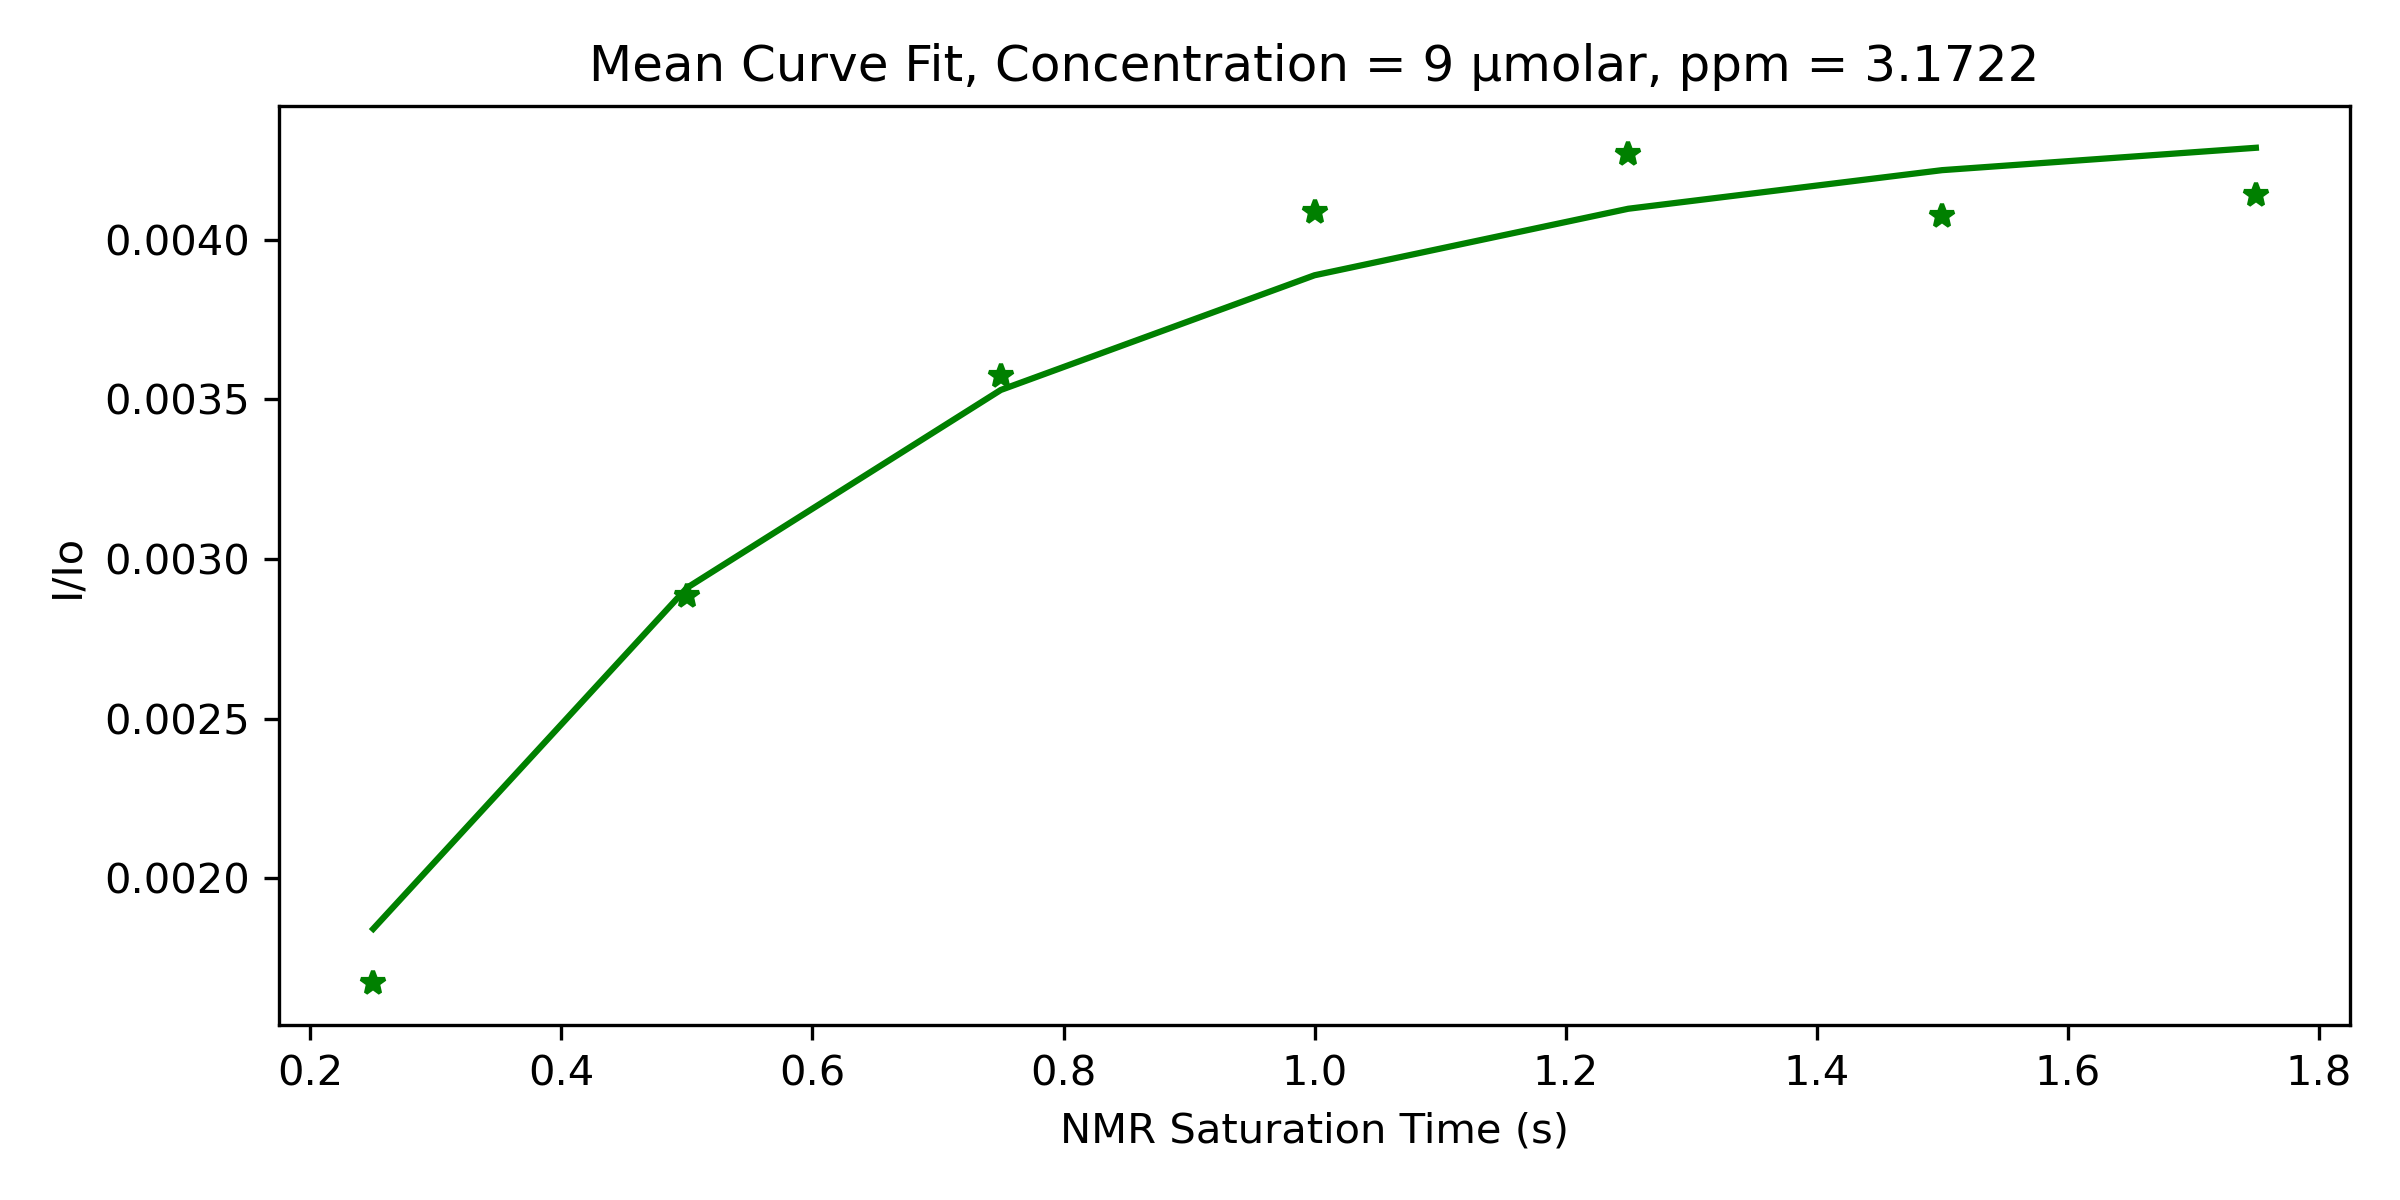 Mean Curve Fit, Concentration = 9 μmolar, ppm = 3.1722
I/Io
0.0040
0.0035
0.0030
0.0025
0.0020
0.2 0.4 0.6 0.8 1.0 1.2 1.4 1.6 1.8
NMR Saturation Time (s)